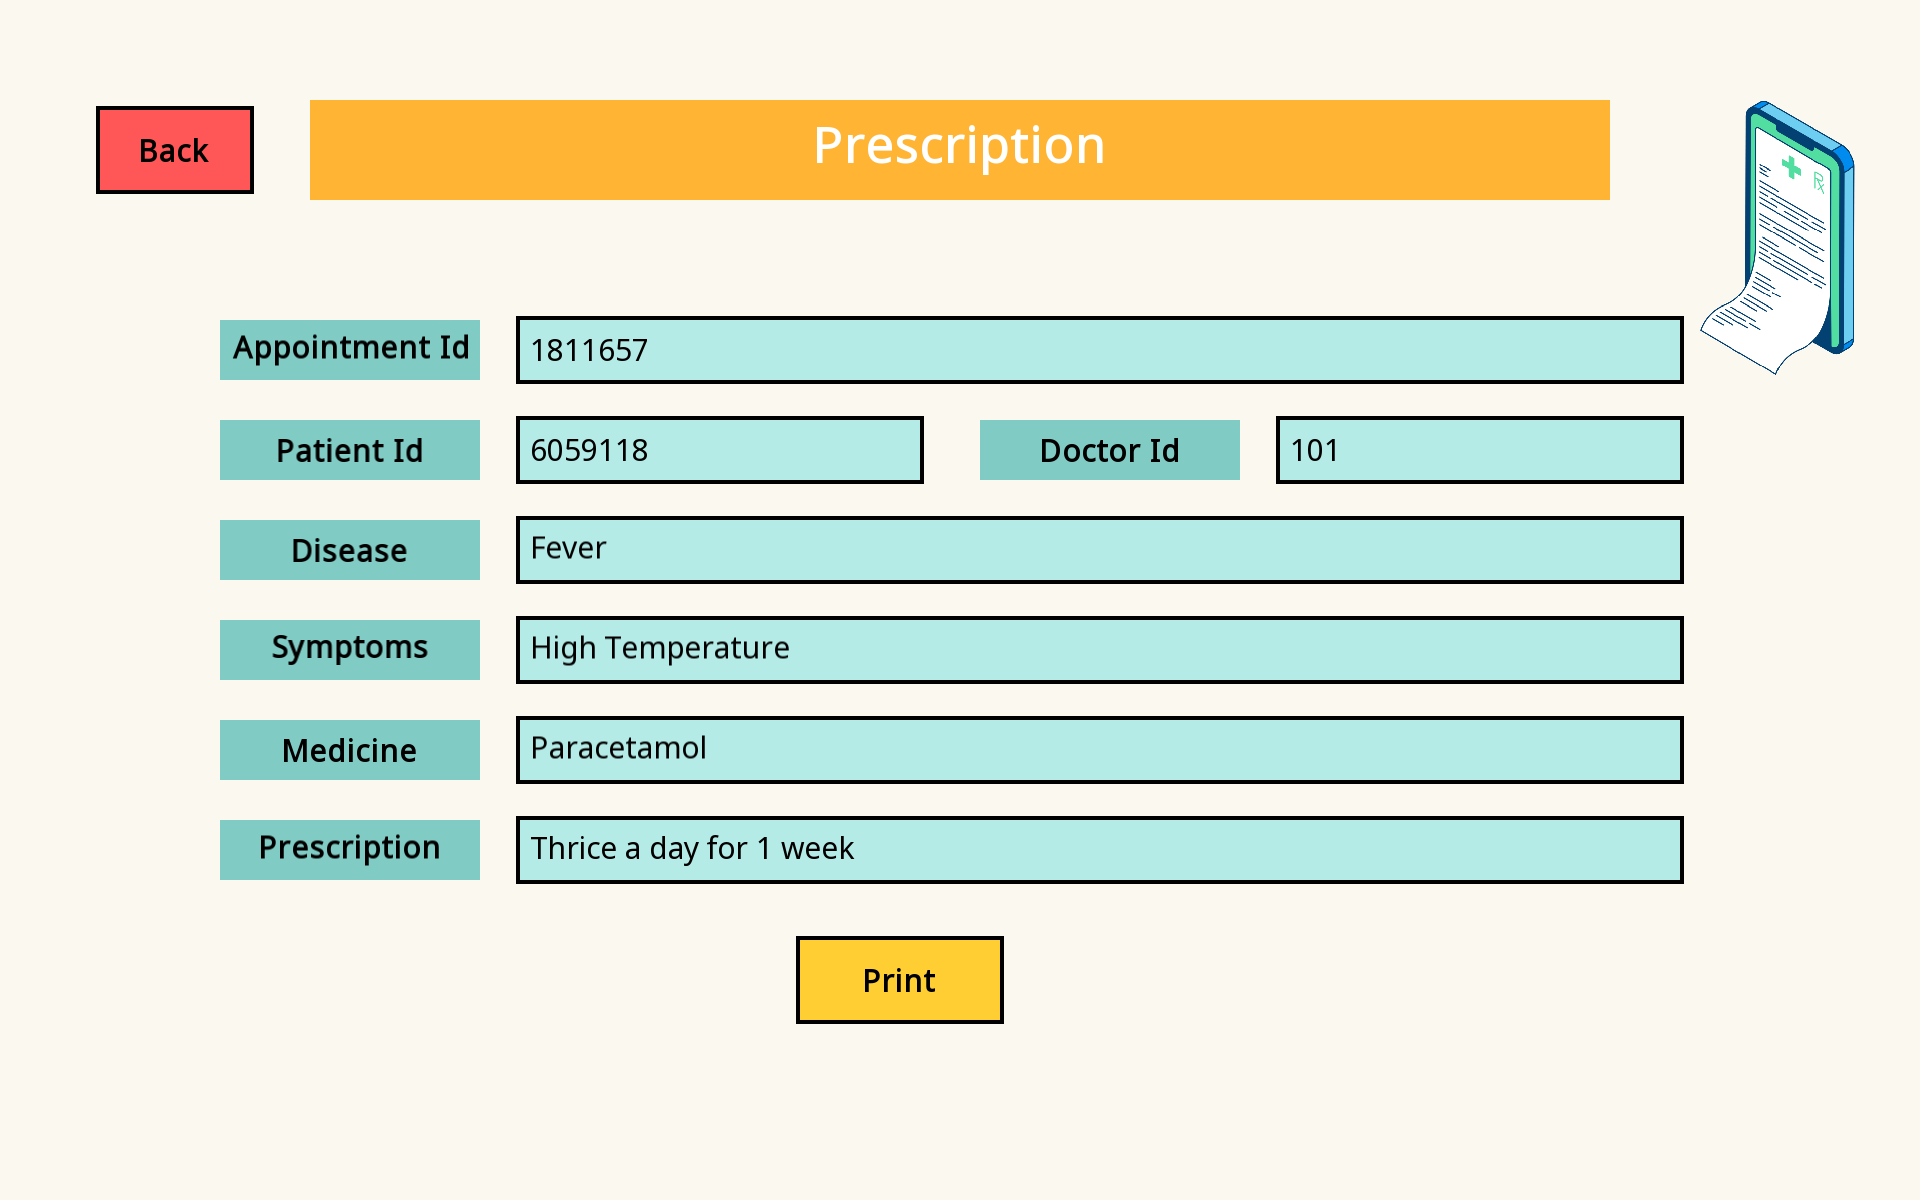 Back
Prescription
Appointment Id
1811657
Patient Id
6059118
Doctor Id
101
Disease
Fever
Symptoms
High Temperature
Medicine
Paracetamol
Prescription
Thrice a day for 1 week
Print